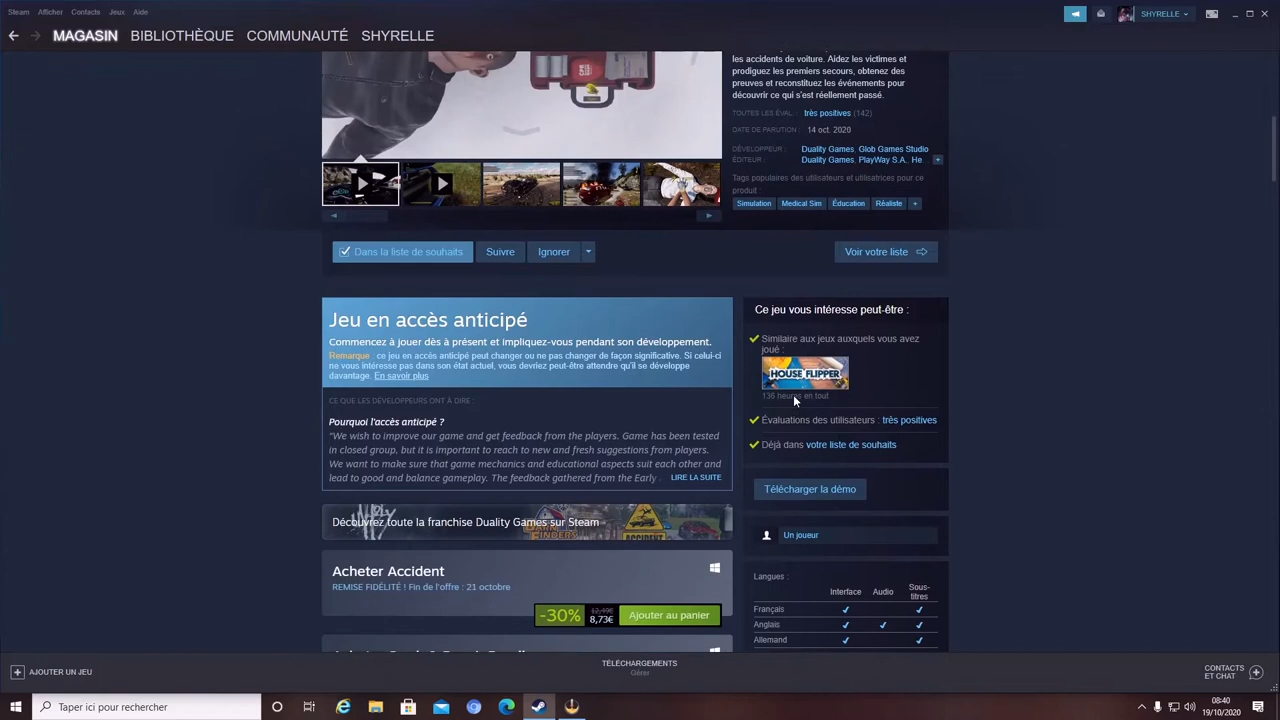 Steam Afficher Contacts Jeux Aide
SHYRELLE
MAGASIN BIBLIOTHÈQUE COMMUNAUTÉ SHYRELLE
les accidents de voiture. Aidez les victimes et
prodiguez les premiers secours, obtenez des
preuves et reconstituez les événements pour
découvrir ce qui s'est réellement passé.
TOUTES LES ÉVAL. : très positives (142)
DATE DE PARUTION : 14 oct. 2020
DÉVELOPPEUR : Duality Games, Glob Games Studio
ÉDITEUR : Duality Games, PlayWay S.A., He... +
Tags populaires des utilisateurs et utilisatrices pour ce
produit :
Simulation Medical Sim Éducation Réaliste +
Dans la liste de souhaits Suivre Ignorer
Voir votre liste
Jeu en accès anticipé
Commencez à jouer dès à présent et impliquez-vous pendant son développement.
Remarque : ce jeu en accès anticipé peut changer ou ne pas changer de façon significative. Si celui-ci
ne vous intéresse pas dans son état actuel, vous devriez peut-être attendre qu'il se développe
davantage. En savoir plus
CE QUE LES DÉVELOPPEURS ONT À DIRE :
Pourquoi l'accès anticipé ?
"We wish to improve our game and get feedback from the players. Game has been tested
in closed group, but it is important to reach to new and fresh suggestions from players.
We want to make sure that game mechanics and educational aspects suit each other and
lead to good and balance gameplay. The feedback gathered from the Early
LIRE LA SUITE
Découvrez toute la franchise Duality Games sur Steam
BARN FINDERS
ACCIDENT
Acheter Accident
REMISE FIDÉLITÉ ! Fin de l'offre : 21 octobre
-30% 12,49€ 8,73€ Ajouter au panier
Ce jeu vous intéresse peut-être :
Similaire aux jeux auxquels vous avez
joué :
HOUSE FLIPPER
136 heures en tout
Évaluations des utilisateurs : très positives
Déjà dans votre liste de souhaits
Télécharger la démo
Un joueur
Langues :
Interface Audio Sous-
titres
Français ✔ ✔
Anglais ✔ ✔ ✔
Allemand ✔ ✔
AJOUTER UN JEU
TÉLÉCHARGEMENTS
Gérer
CONTACTS
ET CHAT
Taper ici pour rechercher
08:40
19/10/2020